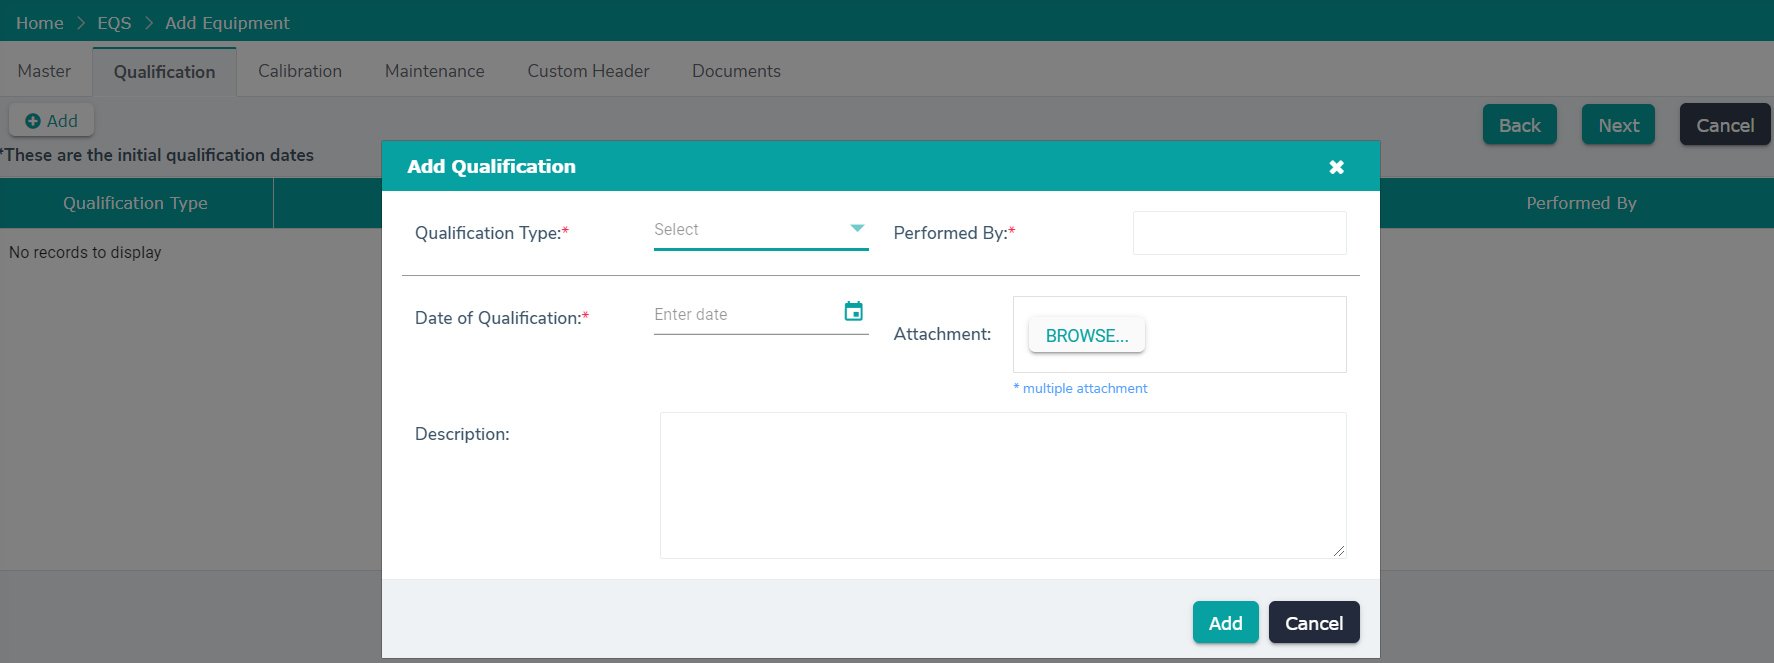 Home > EQS > Add Equipment
Master Qualification Calibration Maintenance Custom Header Documents
Add
Back Next Cancel
*These are the initial qualification dates
Qualification Type Performed By
No records to display
Add Qualification
Qualification Type:* Select Performed By:*
Date of Qualification:* Enter date
Attachment: BROWSE...
* multiple attachment
Description:
Add Cancel